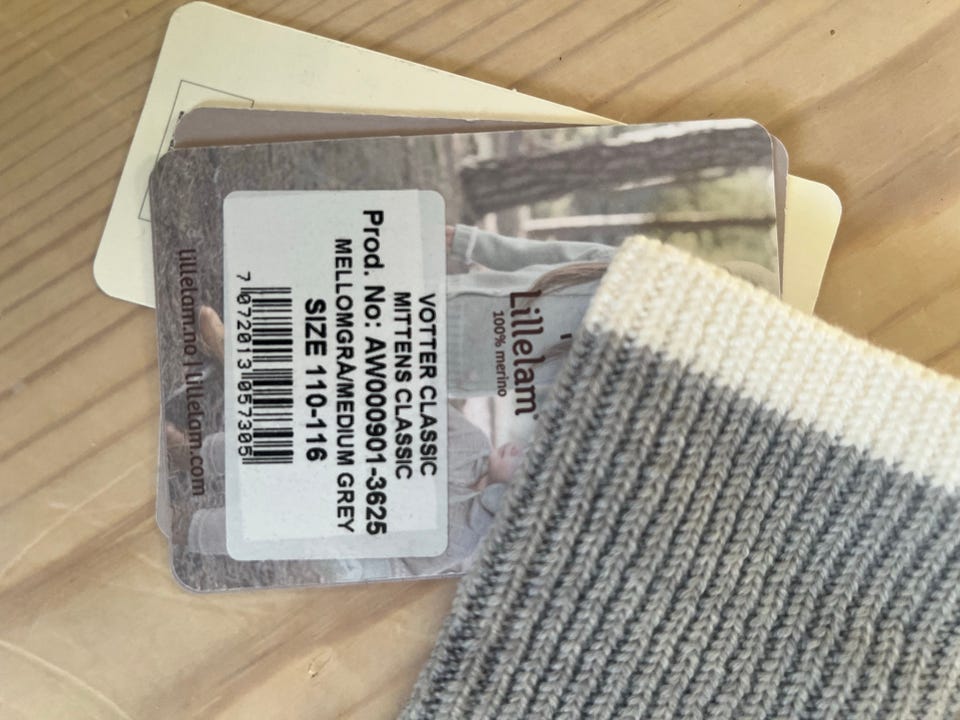 Lillelam®
100% merino
VOTTER CLASSIC
MITTENS CLASSIC
Prod. No: AW000901-3625
MELLOMGRA/MEDIUM GREY
SIZE 110-116
7 072013 057305
lillelam.no | lillelam.com